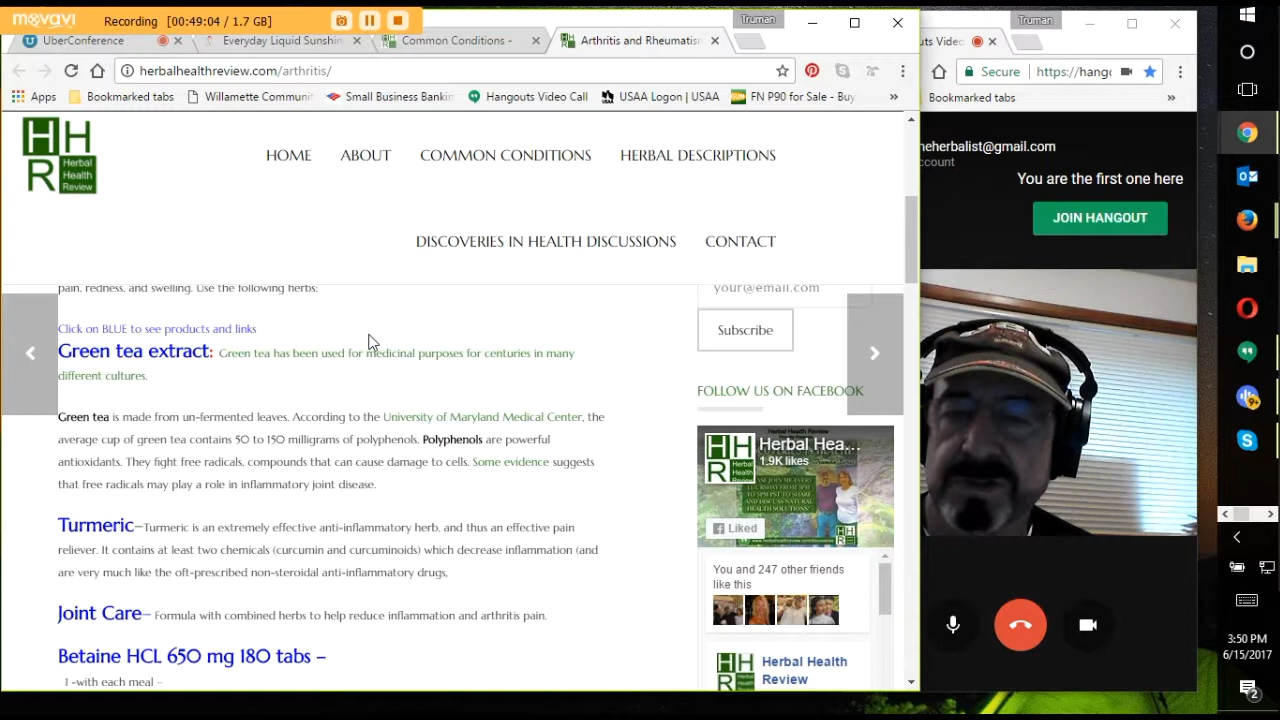 movavi
Recording [00:49:04 / 1.7 GB]
Truman
Truman
UberConference
Everyday Liquid Sunshin
Common Conditions -
Arthritis and Rheumatism
uts Video
herbalhealthreview.com/arthritis/
Secure
https://hango
Apps
Bookmarked tabs
Willamette Communi
Small Business Bankin
Hangouts Video Call
USAA Logon | USAA
FN P90 for Sale - Buy
»
Bookmarked tabs
»
HHR
Herbal
Health
Review
HOME
ABOUT
COMMON CONDITIONS
HERBAL DESCRIPTIONS
DISCOVERIES IN HEALTH DISCUSSIONS
CONTACT
neherbalist@gmail.com
count
You are the first one here
JOIN HANGOUT
pain, redness, and swelling. Use the following herbs:
Click on BLUE to see products and links
Green tea extract: Green tea has been used for medicinal purposes for centuries in many
different cultures.
Green tea is made from un-fermented leaves. According to the University of Maryland Medical Center, the
average cup of green tea contains 50 to 150 milligrams of polyphenols. Polyphenols are powerful
antioxidants. They fight free radicals, compounds that can cause damage to cells. Some evidence suggests
that free radicals may play a role in inflammatory joint disease.
Turmeric–Turmeric is an extremely effective anti-inflammatory herb, and thus an effective pain
reliever. It contains at least two chemicals (curcumin and curcuminoids) which decrease inflammation (and
are very much like the oft-prescribed non-steroidal anti-inflammatory drugs.
Joint Care– Formula with combined herbs to help reduce inflammation and arthritis pain.
Betaine HCL 650 mg 180 tabs –
1 -with each meal –
your@email.com
Subscribe
FOLLOW US ON FACEBOOK
Herbal Hea...
1.9K likes
Liked
You and 247 other friends
like this
Herbal Health
Review
9+
3:50 PM
6/15/2017
2